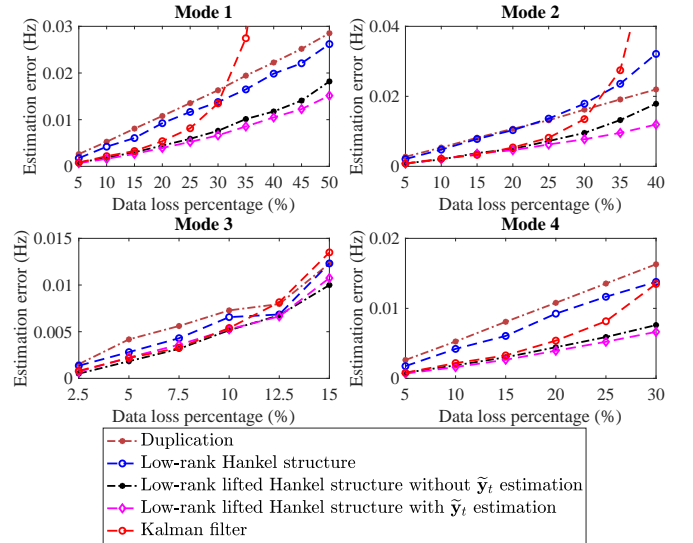 Mode 1
Estimation error (Hz)
0.03
0.02
0.01
0
5 10 15 20 25 30 35 40 45 50
Data loss percentage (%)
Mode 2
Estimation error (Hz)
0.04
0.02
0
5 10 15 20 25 30 35 40
Data loss percentage (%)
Mode 3
Estimation error (Hz)
0.015
0.01
0.005
0
2.5 5 7.5 10 12.5 15
Data loss percentage (%)
Mode 4
Estimation error (Hz)
0.02
0.01
0
5 10 15 20 25 30
Data loss percentage (%)
Duplication
Low-rank Hankel structure
Low-rank lifted Hankel structure without ỹ_t estimation
Low-rank lifted Hankel structure with ỹ_t estimation
Kalman filter